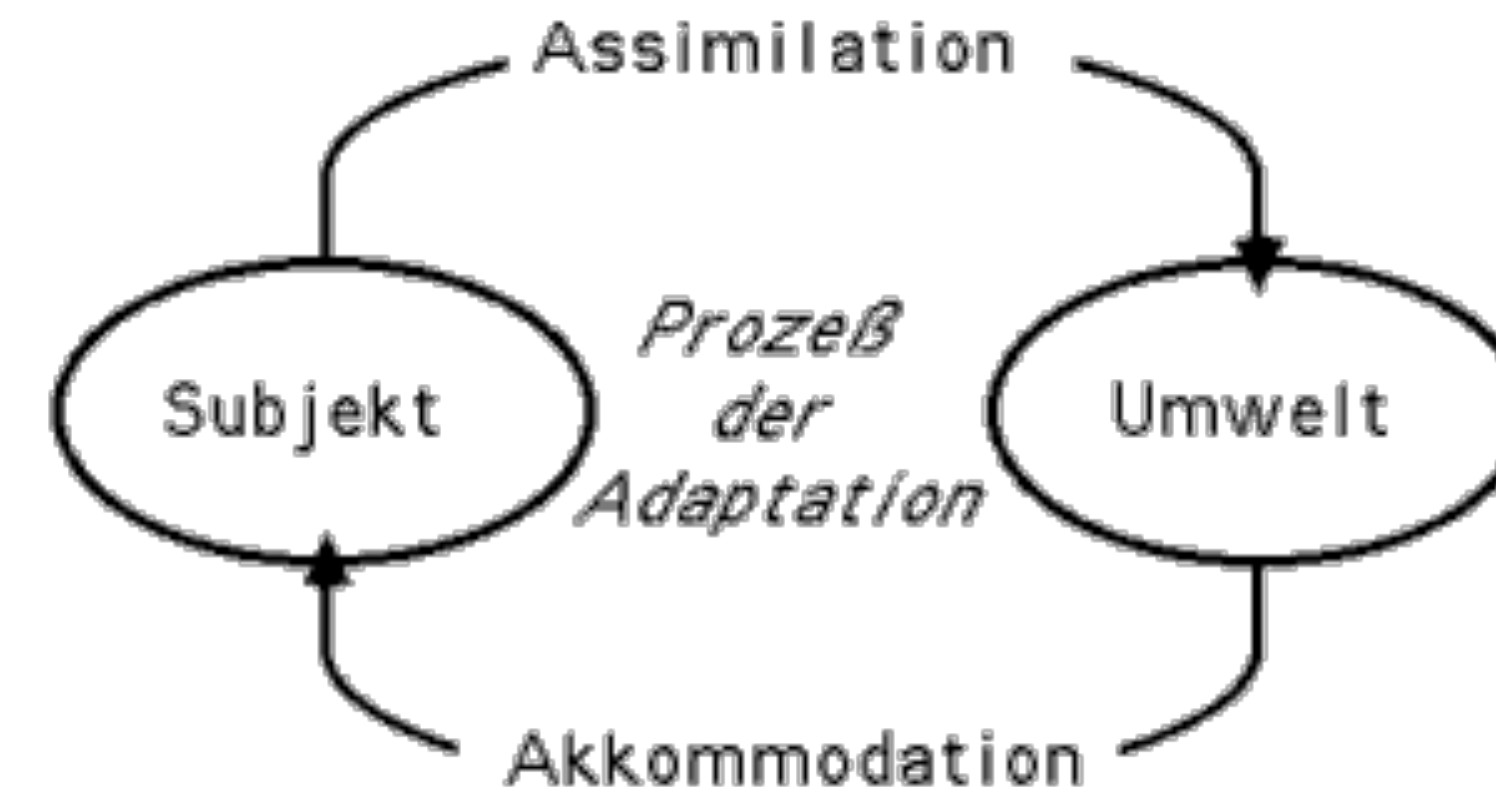 Assimilation
Prozeß
Subjekt der Umwelt
Adaptation
Akkommodation